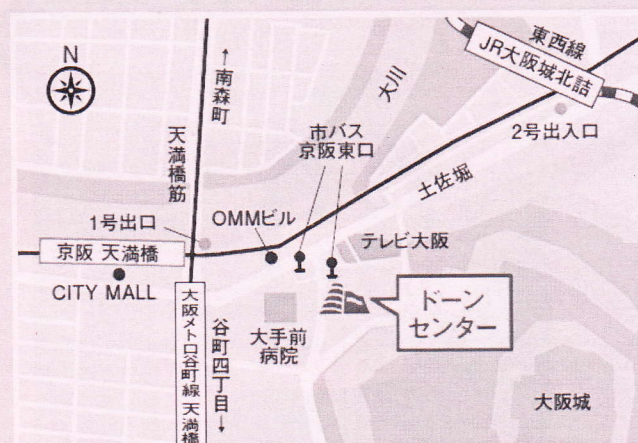 N
↑南森町
天満橋筋
大川
東西線
JR大阪城北詰
2号出入口
市バス
京阪東口
土佐堀
1号出口
OMMビル
テレビ大阪
京阪 天満橋
CITY MALL
大阪メトロ谷町線 天満橋
谷町四丁目↓
大手前
病院
ドーン
センター
大阪城